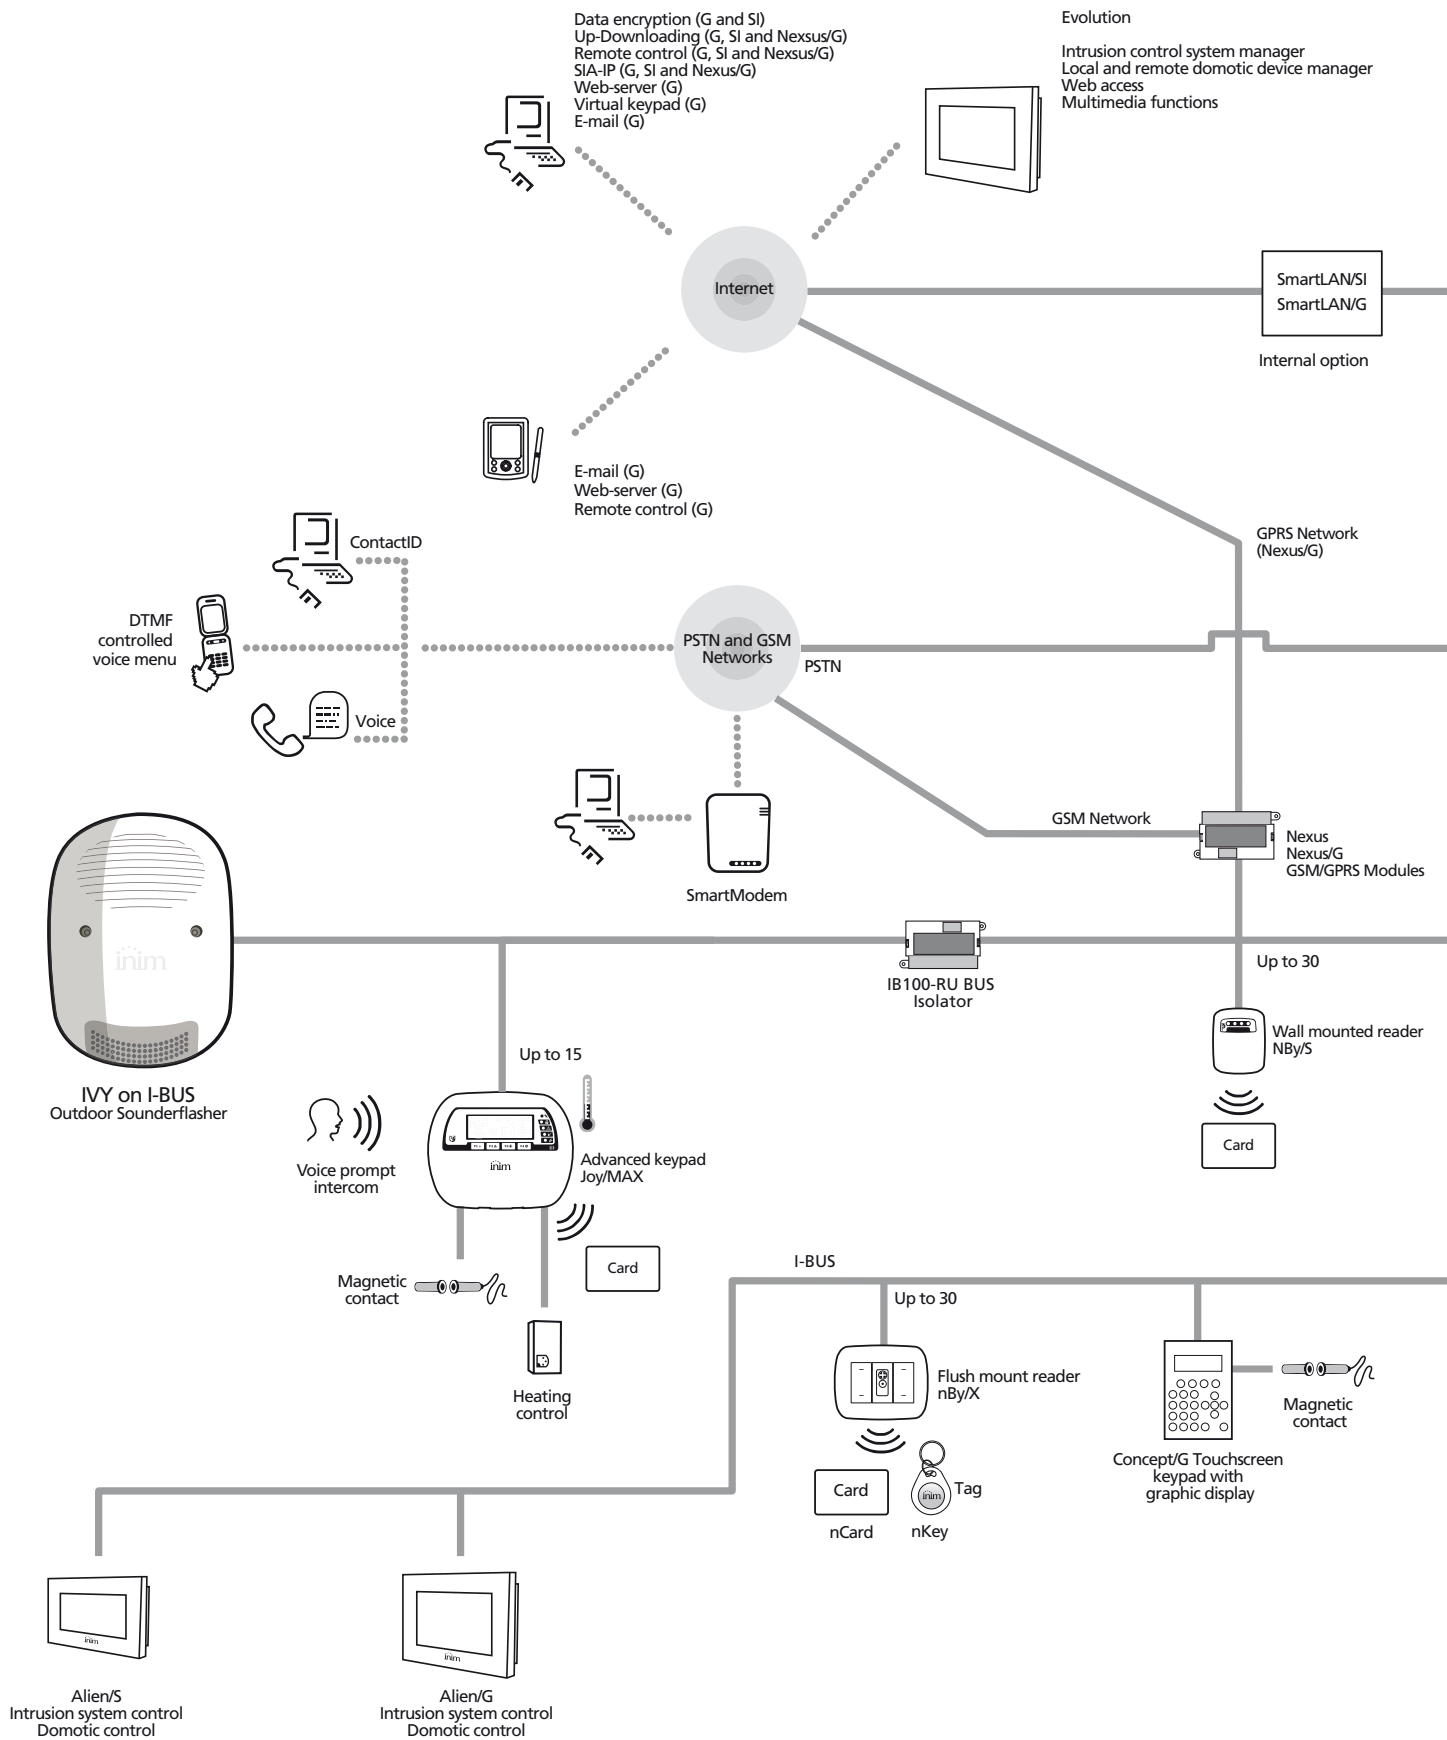 Data encryption (G and SI)
Up-Downloading (G, SI and Nexsus/G)
Remote control (G, SI and Nexsus/G)
SIA-IP (G, SI and Nexus/G)
Web-server (G)
Virtual keypad (G)
E-mail (G)
Evolution
Intrusion control system manager
Local and remote domotic device manager
Web access
Multimedia functions
Internet
SmartLAN/SI
SmartLAN/G
Internal option
E-mail (G)
Web-server (G)
Remote control (G)
GPRS Network
(Nexus/G)
ContactID
DTMF
controlled
voice menu
Voice
PSTN and GSM
Networks
PSTN
GSM Network
Nexus
Nexus/G
GSM/GPRS Modules
SmartModem
inim
IVY on I-BUS
Outdoor Sounderflasher
IB100-RU BUS
Isolator
Up to 30
Wall mounted reader
NBy/S
Card
Up to 15
Voice prompt
intercom
inim
Advanced keypad
Joy/MAX
Card
Magnetic
contact
Heating
control
I-BUS
Up to 30
Flush mount reader
nBy/X
Card
nCard
inim
Tag
nKey
Magnetic
contact
Concept/G Touchscreen
keypad with
graphic display
inim
Alien/S
Intrusion system control
Domotic control
inim
Alien/G
Intrusion system control
Domotic control